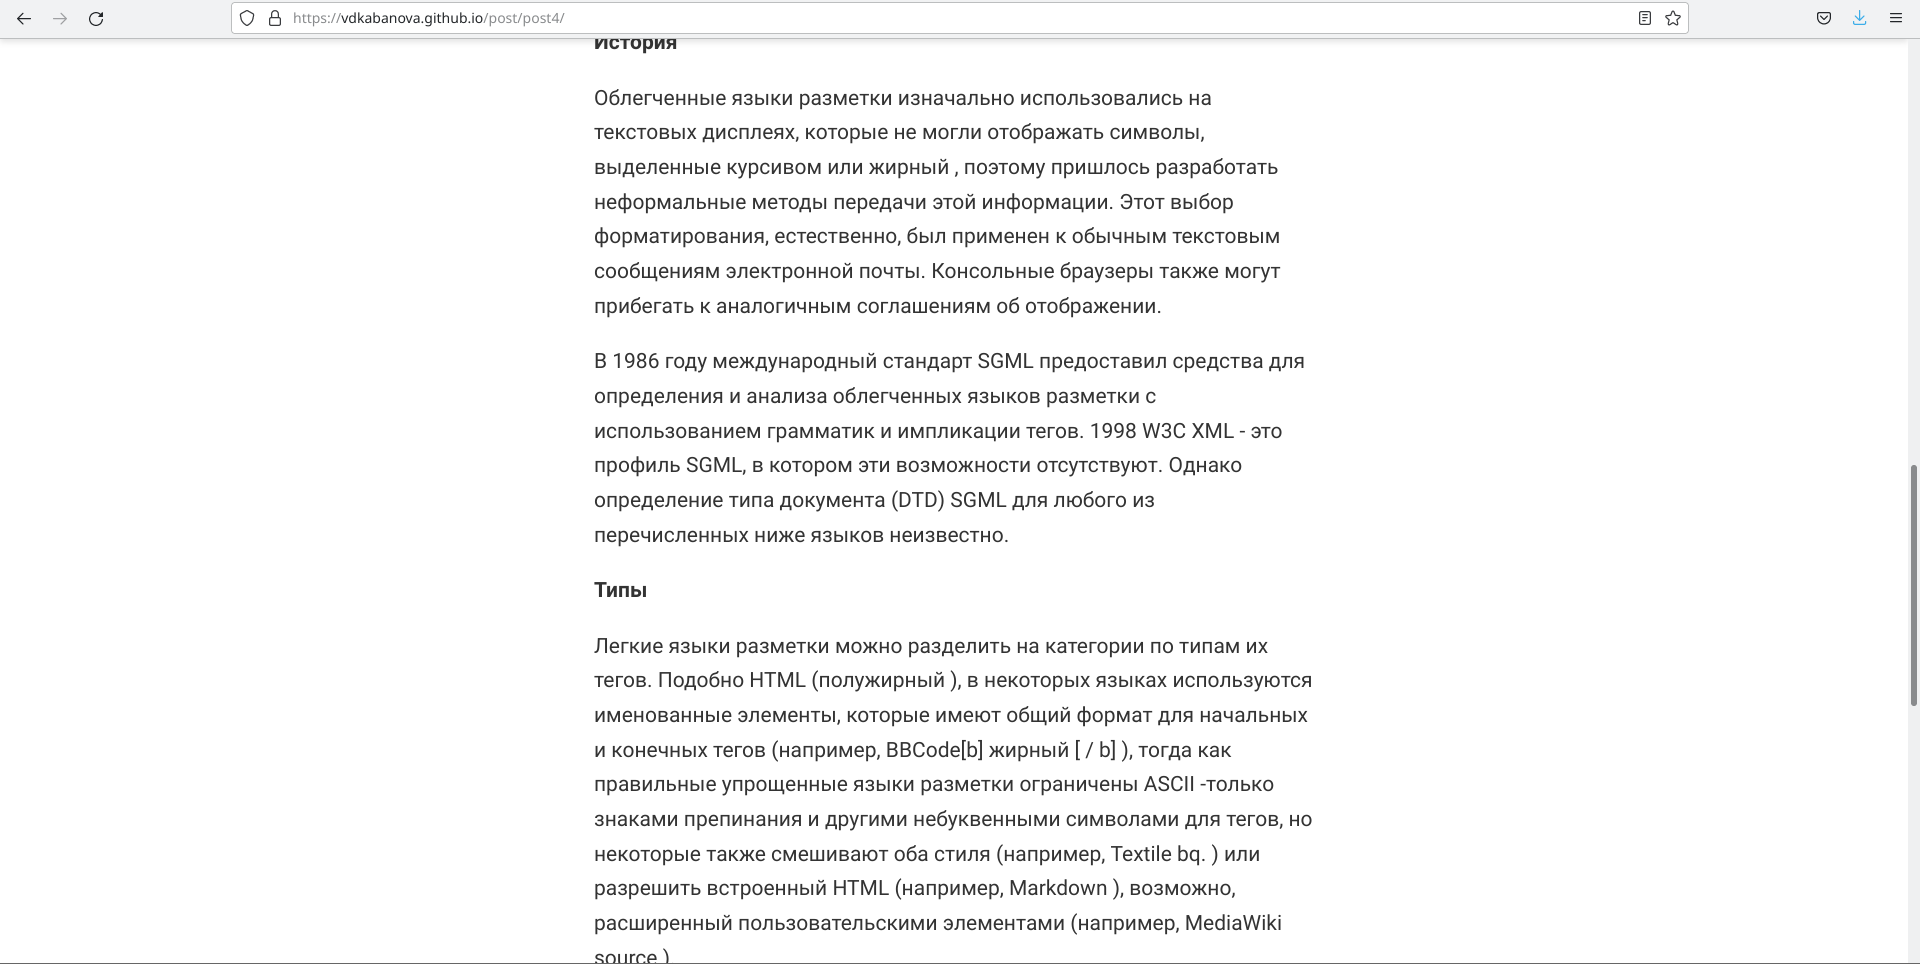 https://vdkabanova.github.io/post/post4/
История
Облегченные языки разметки изначально использовались на
текстовых дисплеях, которые не могли отображать символы,
выделенные курсивом или жирный , поэтому пришлось разработать
неформальные методы передачи этой информации. Этот выбор
форматирования, естественно, был применен к обычным текстовым
сообщениям электронной почты. Консольные браузеры также могут
прибегать к аналогичным соглашениям об отображении.
В 1986 году международный стандарт SGML предоставил средства для
определения и анализа облегченных языков разметки с
использованием грамматик и импликации тегов. 1998 W3C XML - это
профиль SGML, в котором эти возможности отсутствуют. Однако
определение типа документа (DTD) SGML для любого из
перечисленных ниже языков неизвестно.
Типы
Легкие языки разметки можно разделить на категории по типам их
тегов. Подобно HTML (полужирный ), в некоторых языках используются
именованные элементы, которые имеют общий формат для начальных
и конечных тегов (например, BBCode[b] жирный [ / b] ), тогда как
правильные упрощенные языки разметки ограничены ASCII -только
знаками препинания и другими небуквенными символами для тегов, но
некоторые также смешивают оба стиля (например, Textile bq. ) или
разрешить встроенный HTML (например, Markdown ), возможно,
расширенный пользовательскими элементами (например, MediaWiki
source )